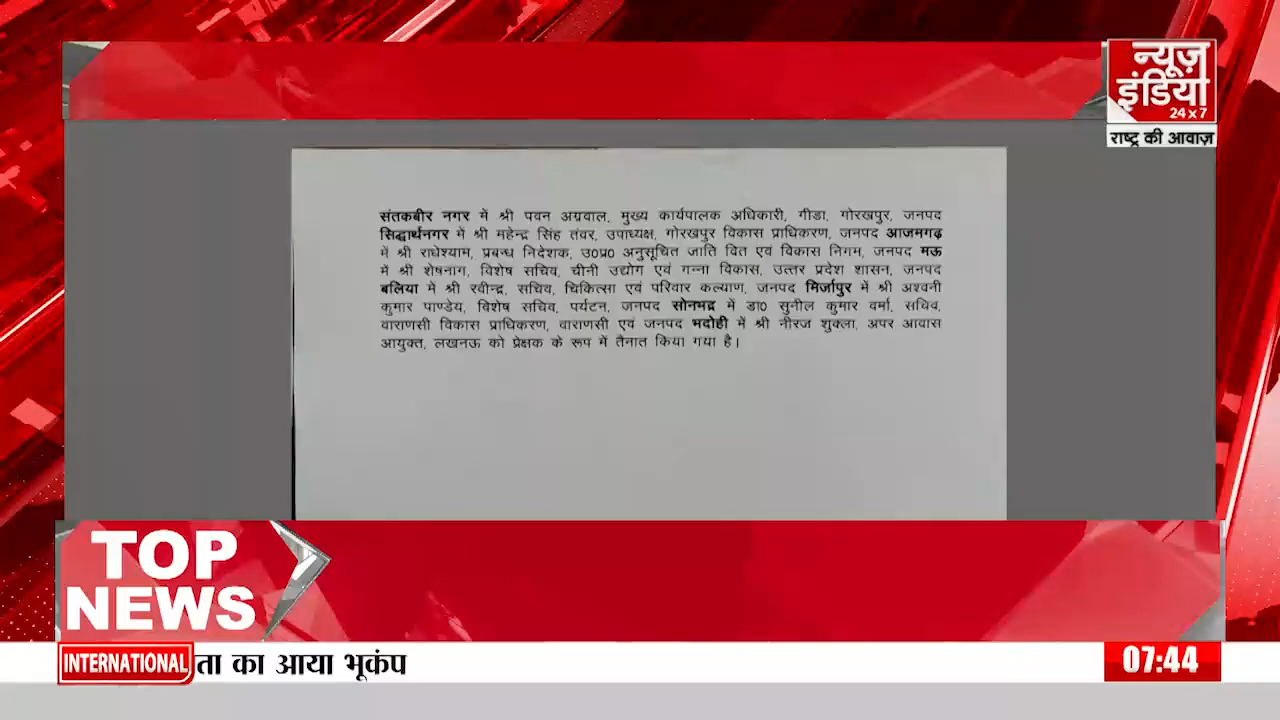 न्यूज़
इंडिया
24x7
राष्ट्र की आवाज़
संतकबीर नगर में श्री पवन अग्रवाल, मुख्य कार्यपालक अधिकारी, गीडा, गोरखपुर, जनपद
सिद्धार्थनगर में श्री महेन्द्र सिंह तंवर, उपाध्यक्ष, गोरखपुर विकास प्राधिकरण, जनपद आजमगढ़
में श्री राधेश्याम, प्रबन्ध निदेशक, उ0प्र0 अनुसूचित जाति वित एवं विकास निगम, जनपद मऊ
में श्री शेषनाग, विशेष सचिव, चीनी उद्योग एवं गन्ना विकास, उत्तर प्रदेश शासन, जनपद
बलिया में श्री रवीन्द्र, सचिव, चिकित्सा एवं परिवार कल्याण, जनपद मिर्जापुर में श्री अश्वनी
कुमार पाण्डेय, विशेष सचिव, पर्यटन, जनपद सोनभद्र में डा0 सुनील कुमार वर्मा, सचिव,
वाराणसी विकास प्राधिकरण, वाराणसी एवं जनपद भदोही में श्री नीरज शुक्ला, अपर आवास
आयुक्त, लखनऊ को प्रेक्षक के रूप में तैनात किया गया है।
TOP
NEWS
INTERNATIONAL ता का आया भूकंप
07:44